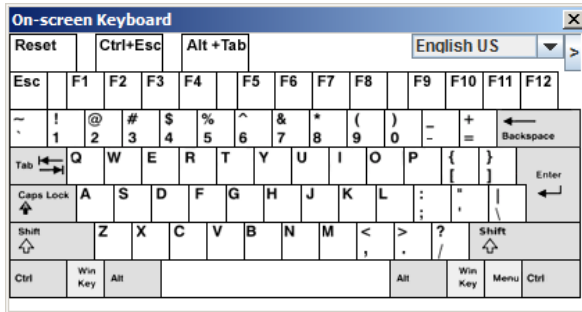 On-screen Keyboard X
Reset Ctrl+Esc Alt +Tab English US >
Esc F1 F2 F3 F4 F5 F6 F7 F8 F9 F10 F11 F12
~ ! @ # $ % ^ & * ( ) _ +
` 1 2 3 4 5 6 7 8 9 0 - = Backspace
Tab Q W E R T Y U I O P { }
[ ] Enter
Caps Lock A S D F G H J K L : " |
; ' \
Shift Z X C V B N M < > ? Shift
, . /
Ctrl Win Key Alt Alt Win Key Menu Ctrl